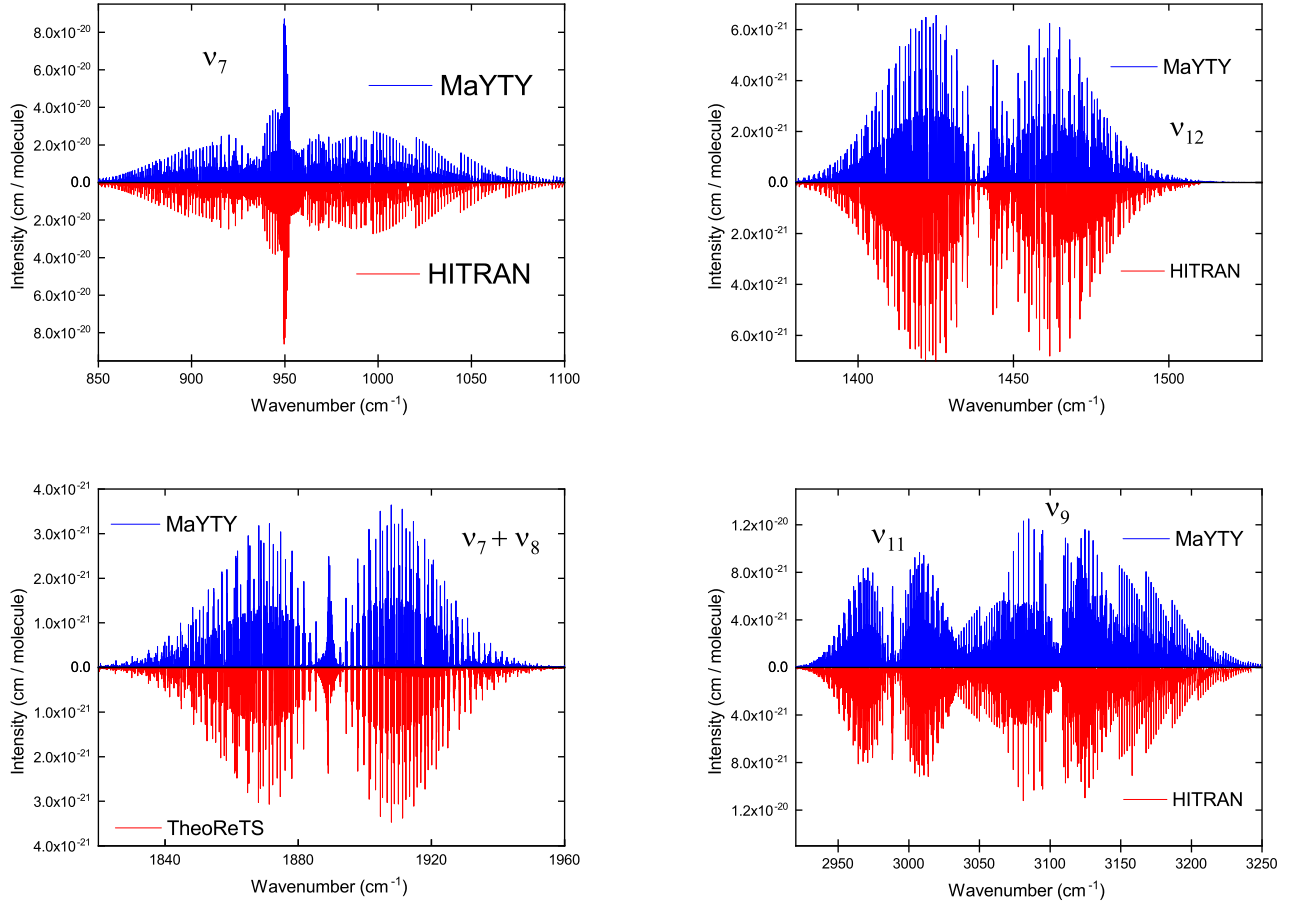 8.0x10⁻²⁰
6.0x10⁻²⁰
4.0x10⁻²⁰
2.0x10⁻²⁰
0.0
2.0x10⁻²⁰
4.0x10⁻²⁰
6.0x10⁻²⁰
8.0x10⁻²⁰
Intensity (cm / molecule)
ν₇
MaYTY
HITRAN
850 900 950 1000 1050 1100
Wavenumber (cm⁻¹)
6.0x10⁻²¹
4.0x10⁻²¹
2.0x10⁻²¹
0.0
2.0x10⁻²¹
4.0x10⁻²¹
6.0x10⁻²¹
Intensity (cm / molecule)
MaYTY
ν₁₂
HITRAN
1400 1450 1500
Wavenumber (cm⁻¹)
4.0x10⁻²¹
3.0x10⁻²¹
2.0x10⁻²¹
1.0x10⁻²¹
0.0
1.0x10⁻²¹
2.0x10⁻²¹
3.0x10⁻²¹
4.0x10⁻²¹
Intensity (cm / molecule)
MaYTY
ν₇ + ν₈
TheoReTS
1840 1880 1920 1960
Wavenumber (cm⁻¹)
1.2x10⁻²⁰
8.0x10⁻²¹
4.0x10⁻²¹
0.0
4.0x10⁻²¹
8.0x10⁻²¹
1.2x10⁻²⁰
Intensity (cm / molecule)
ν₉
ν₁₁
MaYTY
HITRAN
2950 3000 3050 3100 3150 3200 3250
Wavenumber (cm⁻¹)